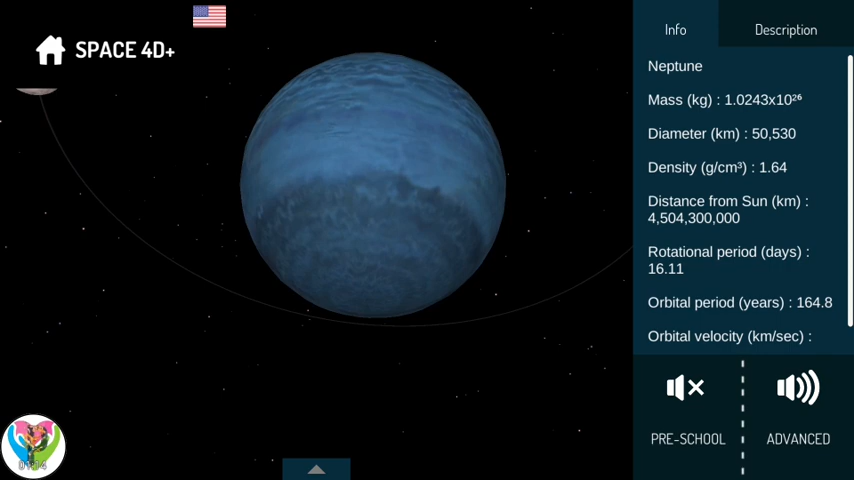 SPACE 4D+
Info
Description
Neptune
Mass (kg) : 1.0243x10²⁶
Diameter (km) : 50,530
Density (g/cm³) : 1.64
Distance from Sun (km) :
4,504,300,000
Rotational period (days) :
16.11
Orbital period (years) : 164.8
Orbital velocity (km/sec) :
PRE-SCHOOL
ADVANCED